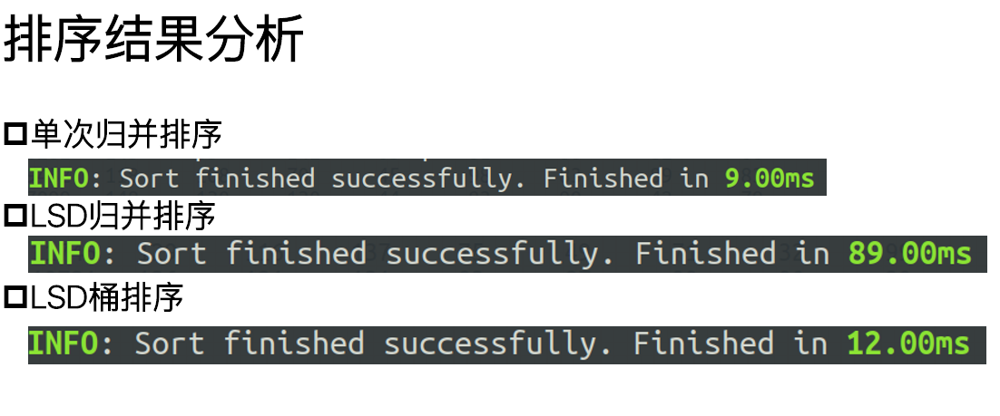 排序结果分析
单次归并排序
INFO: Sort finished successfully. Finished in 9.00ms
LSD归并排序
INFO: Sort finished successfully. Finished in 89.00ms
LSD桶排序
INFO: Sort finished successfully. Finished in 12.00ms